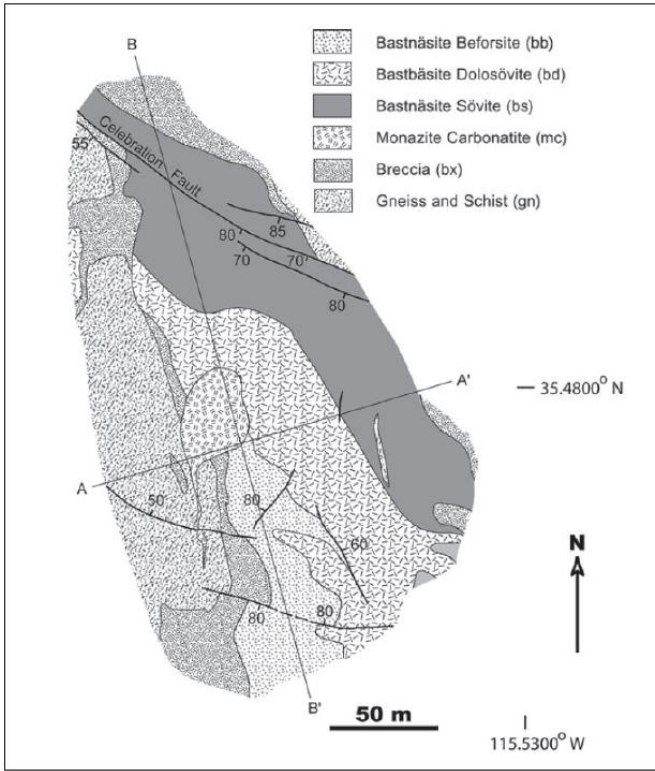 B
Bastnäsite Beforsite (bb)
Bastbäsite Dolosövite (bd)
Bastnäsite Sövite (bs)
Monazite Carbonatite (mc)
Breccia (bx)
Gneiss and Schist (gn)
Celebration Fault
55
85
80
70
70
80
A'
35.4800° N
A
50
80
60
N
80
80
B'
50 m
115.5300° W